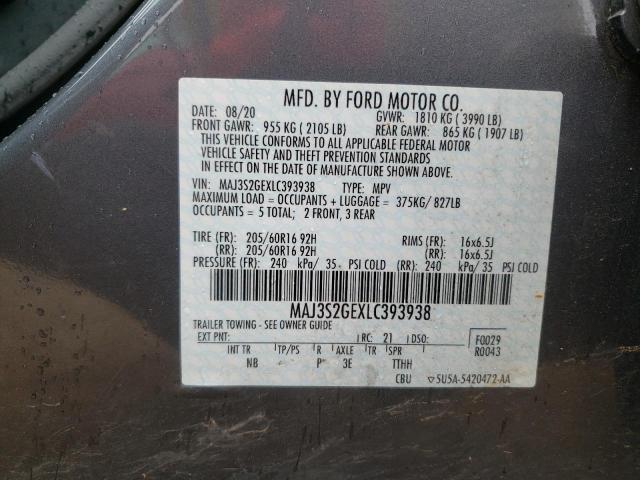 MFD. BY FORD MOTOR CO.
DATE: 08/20 GVWR: 1810 KG ( 3990 LB)
FRONT GAWR: 955 KG ( 2105 LB) REAR GAWR: 865 KG ( 1907 LB)
THIS VEHICLE CONFORMS TO ALL APPLICABLE FEDERAL MOTOR
VEHICLE SAFETY AND THEFT PREVENTION STANDARDS
IN EFFECT ON THE DATE OF MANUFACTURE SHOWN ABOVE.
VIN: MAJ3S2GEXLC393938 TYPE: MPV
MAXIMUM LOAD = OCCUPANTS + LUGGAGE = 375KG/ 827LB
OCCUPANTS = 5 TOTAL; 2 FRONT, 3 REAR
TIRE (FR): 205/60R16 92H RIMS (FR): 16x6.5J
(RR): 205/60R16 92H (RR): 16x6.5J
PRESSURE (FR): 240 kPa/ 35 PSI COLD (RR): 240 kPa/ 35 PSI COLD
MAJ3S2GEXLC393938
TRAILER TOWING - SEE OWNER GUIDE
EXT PNT: RC: 21 DSO: F0029
R0043
INT TR TP/PS R AXLE TR SPR
NB P 3E TTHH
CBU ▽5U5A-5420472-AA